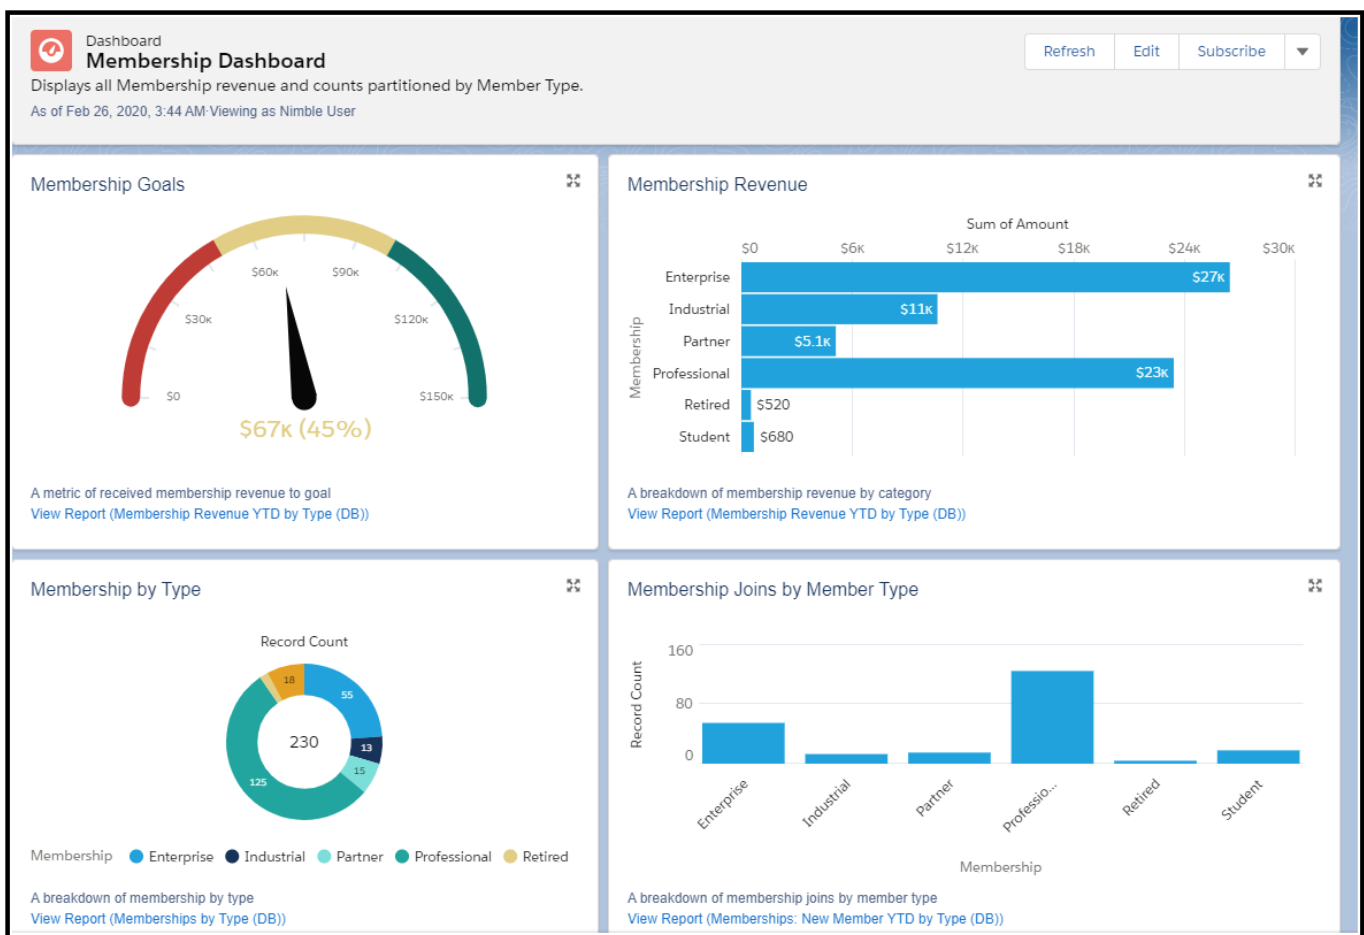 Dashboard
Membership Dashboard
Displays all Membership revenue and counts partitioned by Member Type.
As of Feb 26, 2020, 3:44 AM·Viewing as Nimble User
Refresh
Edit
Subscribe
Membership Goals
$0
$30K
$60K
$90K
$120K
$150K
$67K (45%)
A metric of received membership revenue to goal
View Report (Membership Revenue YTD by Type (DB))
Membership Revenue
Sum of Amount
$0 $6K $12K $18K $24K $30K
Membership
Enterprise $27K
Industrial $11K
Partner $5.1K
Professional $23K
Retired $520
Student $680
A breakdown of membership revenue by category
View Report (Membership Revenue YTD by Type (DB))
Membership by Type
Record Count
18
55
230
13
15
125
Membership Enterprise Industrial Partner Professional Retired
A breakdown of membership by type
View Report (Memberships by Type (DB))
Membership Joins by Member Type
Record Count
160
80
0
Enterprise Industrial Partner Professio... Retired Student
Membership
A breakdown of membership joins by member type
View Report (Memberships: New Member YTD by Type (DB))